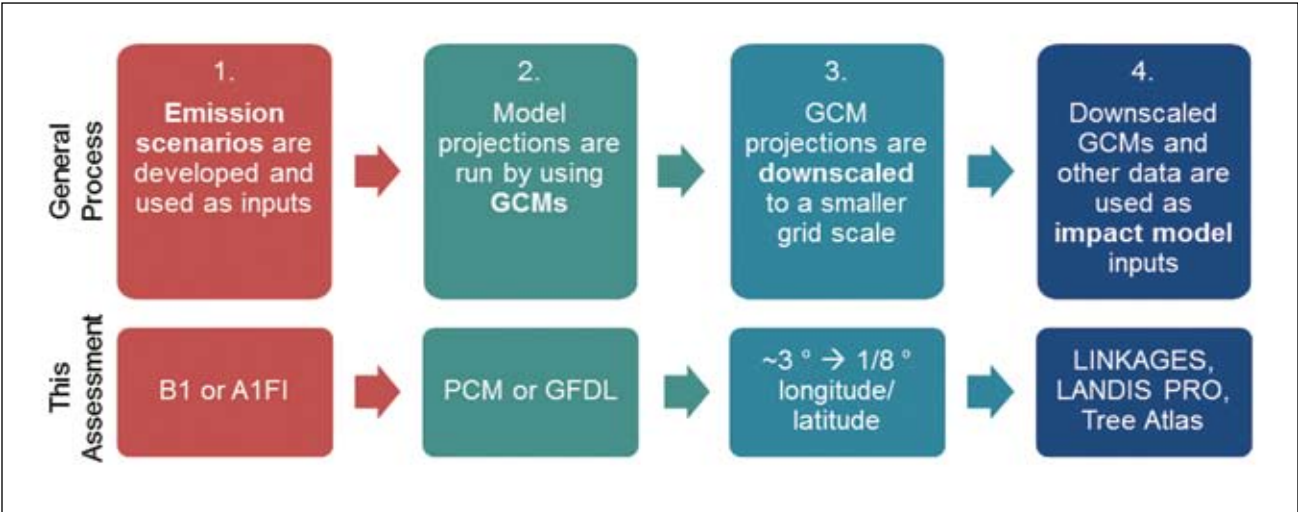 General
Process
1.
Emission
scenarios are
developed and
used as inputs
2.
Model
projections are
run by using
GCMs
3.
GCM
projections are
downscaled
to a smaller
grid scale
4.
Downscaled
GCMs and
other data are
used as
impact model
inputs
This
Assessment
B1 or A1FI
PCM or GFDL
~3 ° → 1/8 °
longitude/
latitude
LINKAGES,
LANDIS PRO,
Tree Atlas